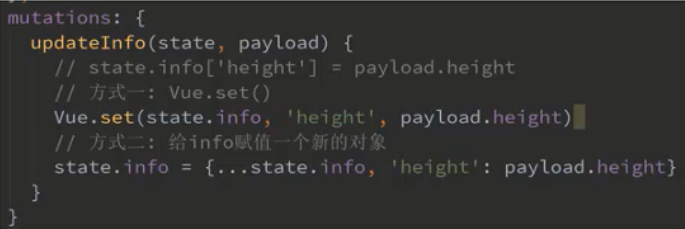 mutations: {
updateInfo(state, payload) {
// state.info['height'] = payload.height
// 方式一: Vue.set()
Vue.set(state.info, 'height', payload.height)
// 方式二: 给info赋值一个新的对象
state.info = {...state.info, 'height': payload.height}
}
}